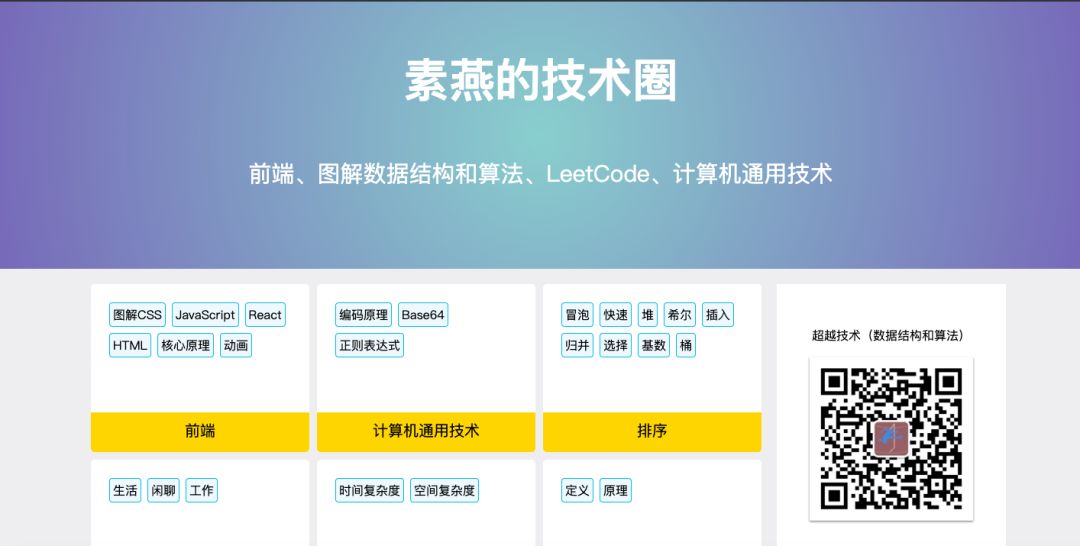 素燕的技术圈
前端、图解数据结构和算法、LeetCode、计算机通用技术
图解CSS JavaScript React
HTML 核心原理 动画
前端
编码原理 Base64
正则表达式
计算机通用技术
冒泡 快速 堆 希尔 插入
归并 选择 基数 桶
排序
超越技术（数据结构和算法）
生活 闲聊 工作
时间复杂度 空间复杂度
定义 原理